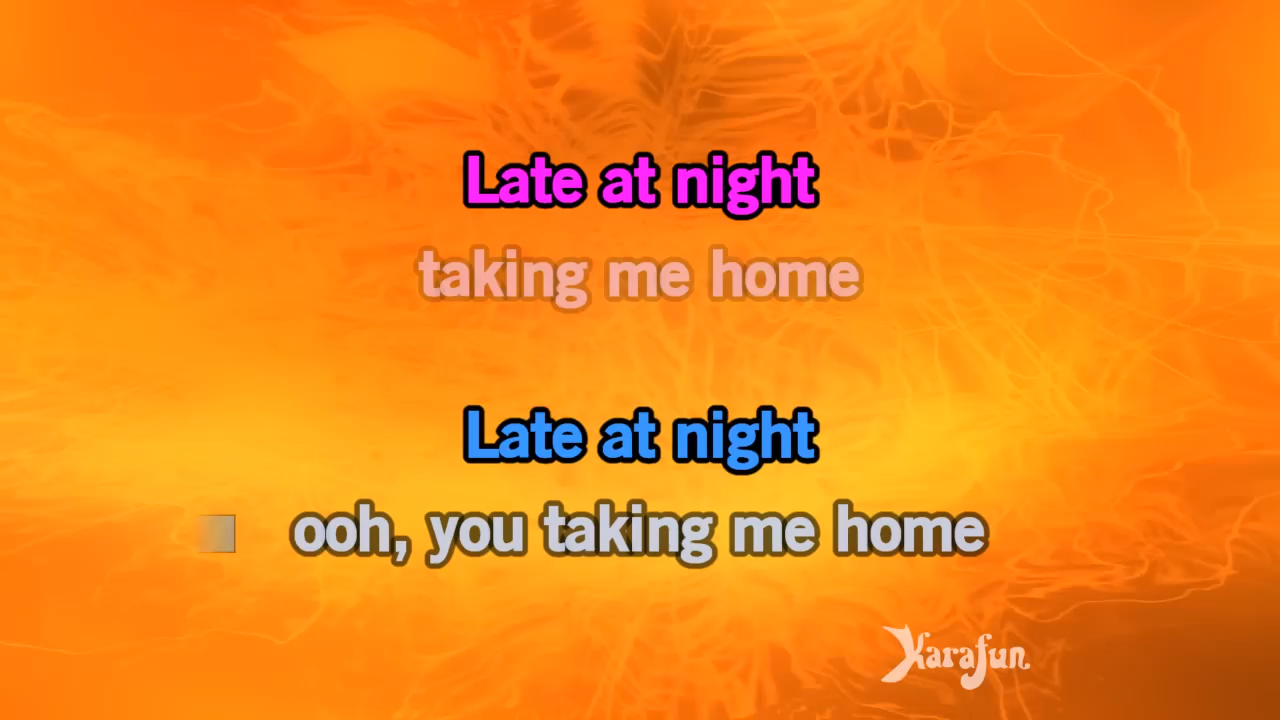 Late at night
taking me home
Late at night
ooh, you taking me home
Karafun